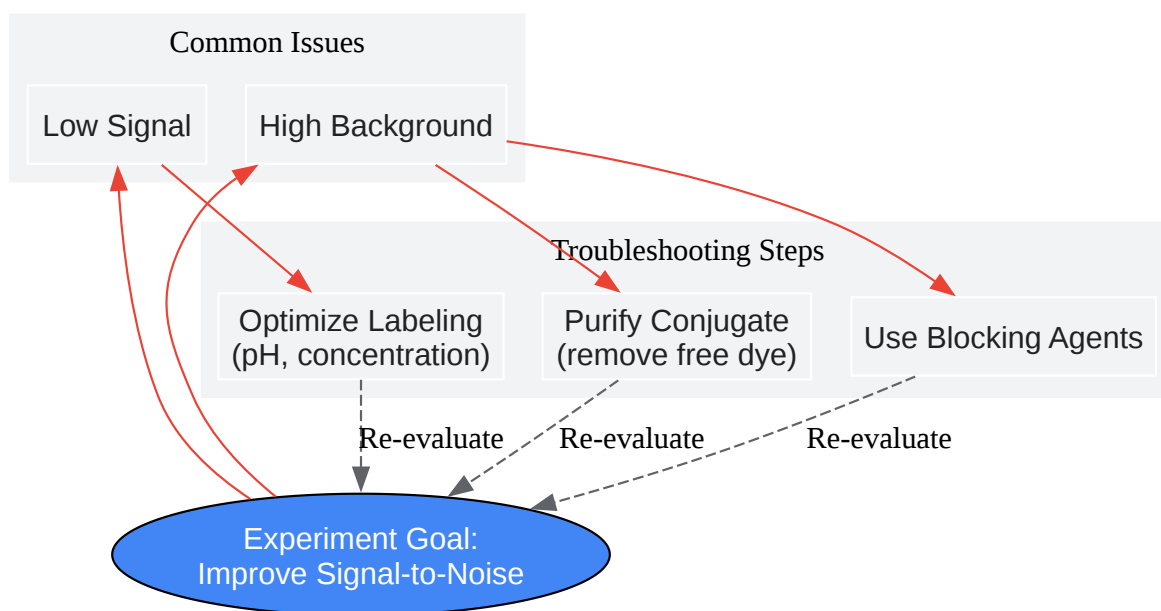 Common Issues
Low Signal
High Background
Troubleshooting Steps
Optimize Labeling
(pH, concentration)
Purify Conjugate
(remove free dye)
Use Blocking Agents
Re-evaluate
Re-evaluate
Re-evaluate
Experiment Goal:
Improve Signal-to-Noise